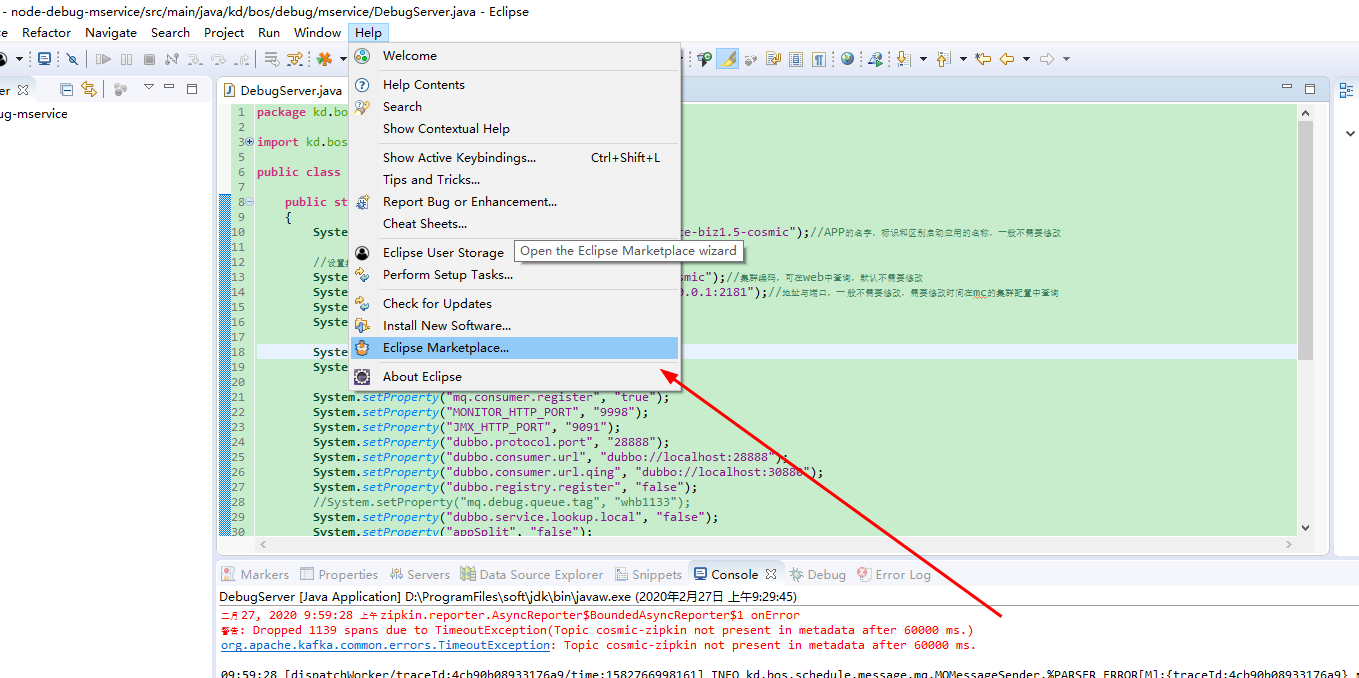 - node-debug-mservice/src/main/java/kd/bos/debug/mservice/DebugServer.java - Eclipse
Refactor Navigate Search Project Run Window Help
er
DebugServer.java
ug-mservice
Welcome
Help Contents
Search
Show Contextual Help
Show Active Keybindings... Ctrl+Shift+L
Tips and Tricks...
Report Bug or Enhancement...
Cheat Sheets...
Eclipse User Storage
Open the Eclipse Marketplace wizard
Perform Setup Tasks...
Check for Updates
Install New Software...
Eclipse Marketplace...
About Eclipse
1 package kd.bo
2
3 import kd.bos
5
6 public class
7
8 public st
9 {
10 Syste te-biz1.5-cosmic");//APP的名字，标识和区别启动应用的名称，一般不需要修改
11
12 //设置
13 Syste smic");//集群编码，可在web中查询，默认不需要修改
14 Syste 0.0.1:2181");//地址与端口，一般不需要修改，需要修改时间在mc的集群配置中查询
15 Syste
16 Syste
17
18 Syste
19 Syste
20
21 System.setProperty("mq.consumer.register", "true");
22 System.setProperty("MONITOR_HTTP_PORT", "9998");
23 System.setProperty("JMX_HTTP_PORT", "9091");
24 System.setProperty("dubbo.protocol.port", "28888");
25 System.setProperty("dubbo.consumer.url", "dubbo://localhost:28888");
26 System.setProperty("dubbo.consumer.url.qing", "dubbo://localhost:30880");
27 System.setProperty("dubbo.registry.register", "false");
28 //System.setProperty("mq.debug.queue.tag", "whb1133");
29 System.setProperty("dubbo.service.lookup.local", "false");
30 System.setProperty("appSplit", "false");
Markers Properties Servers Data Source Explorer Snippets Console Debug Error Log
DebugServer [Java Application] D:\ProgramFiles\soft\jdk\bin\javaw.exe (2020年2月27日 上午9:29:45)
二月27, 2020 9:59:28 上午 zipkin.reporter.AsyncReporter$BoundedAsyncReporter$1 onError
警告: Dropped 1139 spans due to TimeoutException(Topic cosmic-zipkin not present in metadata after 60000 ms.)
org.apache.kafka.common.errors.TimeoutException: Topic cosmic-zipkin not present in metadata after 60000 ms.
09:59:28 [dispatchWorker/traceId:4cb90b08933176a9/time:1582766998161] INFO kd.bos.schedule.message.mq.MQMessageSender.%PARSER_ERROR[M]:{traceId:4cb90b08933176a9}